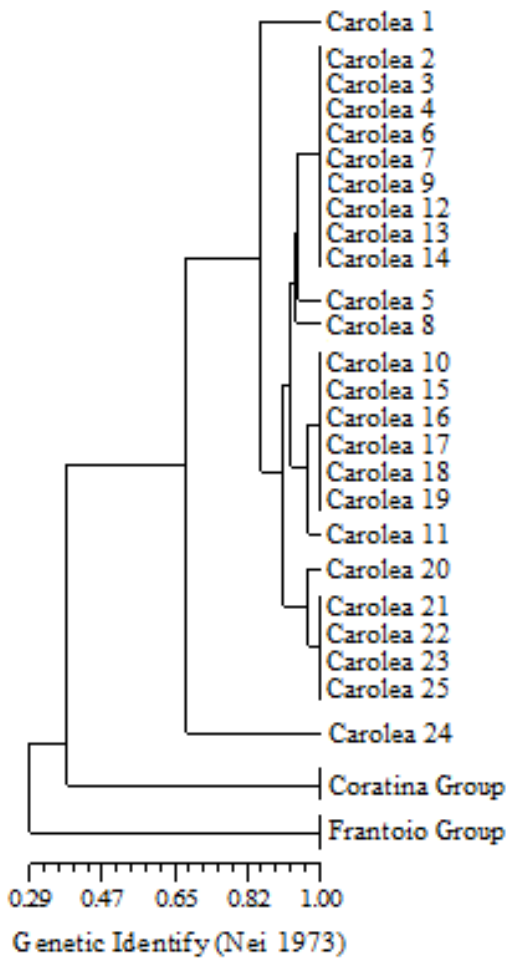 Carolea 1
Carolea 2
Carolea 3
Carolea 4
Carolea 6
Carolea 7
Carolea 9
Carolea 12
Carolea 13
Carolea 14
Carolea 5
Carolea 8
Carolea 10
Carolea 15
Carolea 16
Carolea 17
Carolea 18
Carolea 19
Carolea 11
Carolea 20
Carolea 21
Carolea 22
Carolea 23
Carolea 25
Carolea 24
Coratina Group
Frantoio Group
0.29 0.47 0.65 0.82 1.00
Genetic Identify (Nei 1973)